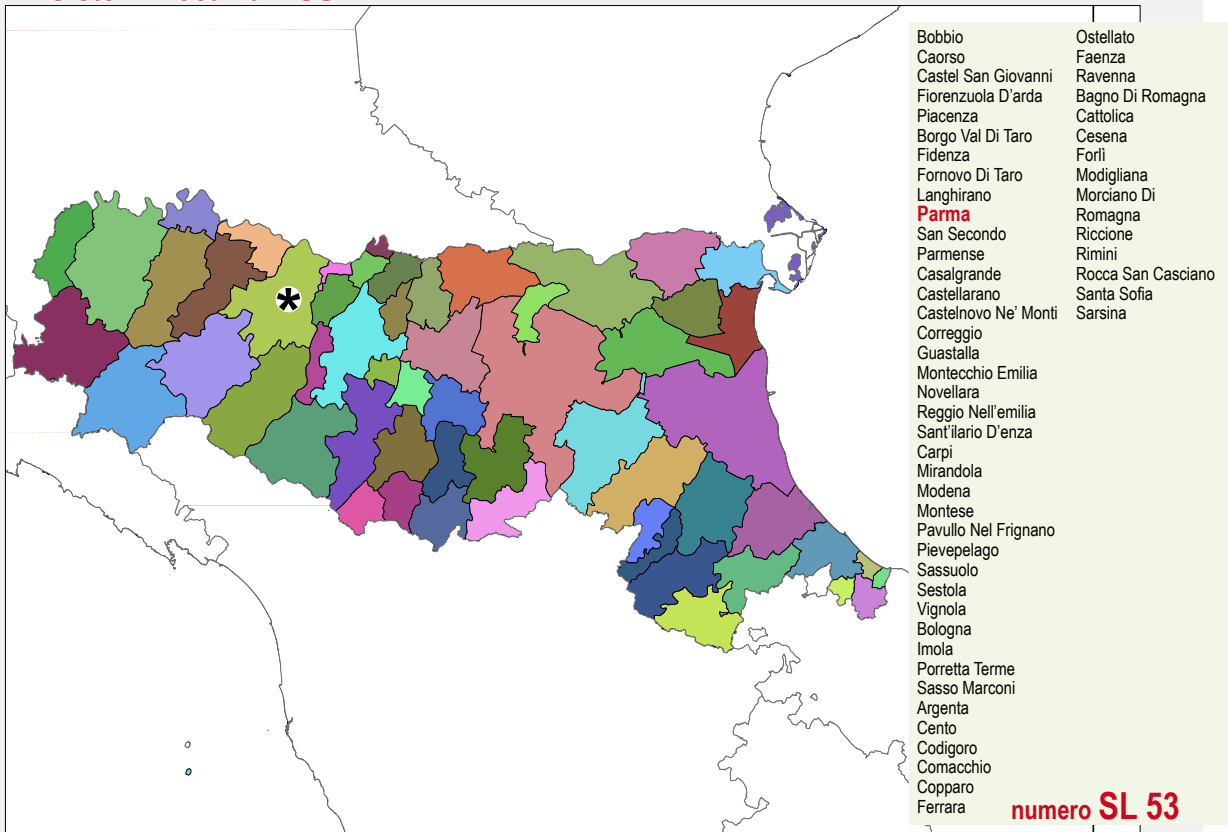 Bobbio
Caorso
Castel San Giovanni
Fiorenzuola D'arda
Piacenza
Borgo Val Di Taro
Fidenza
Fornovo Di Taro
Langhirano
Parma
San Secondo
Parmense
Casalgrande
Castellarano
Castelnovo Ne' Monti
Correggio
Guastalla
Montecchio Emilia
Novellara
Reggio Nell'emilia
Sant'ilario D'enza
Carpi
Mirandola
Modena
Montese
Pavullo Nel Frignano
Pievepelago
Sassuolo
Sestola
Vignola
Bologna
Imola
Porretta Terme
Sasso Marconi
Argenta
Cento
Codigoro
Comacchio
Copparo
Ferrara
Ostellato
Faenza
Ravenna
Bagno Di Romagna
Cattolica
Cesena
Forlì
Modigliana
Morciano Di
Romagna
Riccione
Rimini
Rocca San Casciano
Santa Sofia
Sarsina
numero SL 53